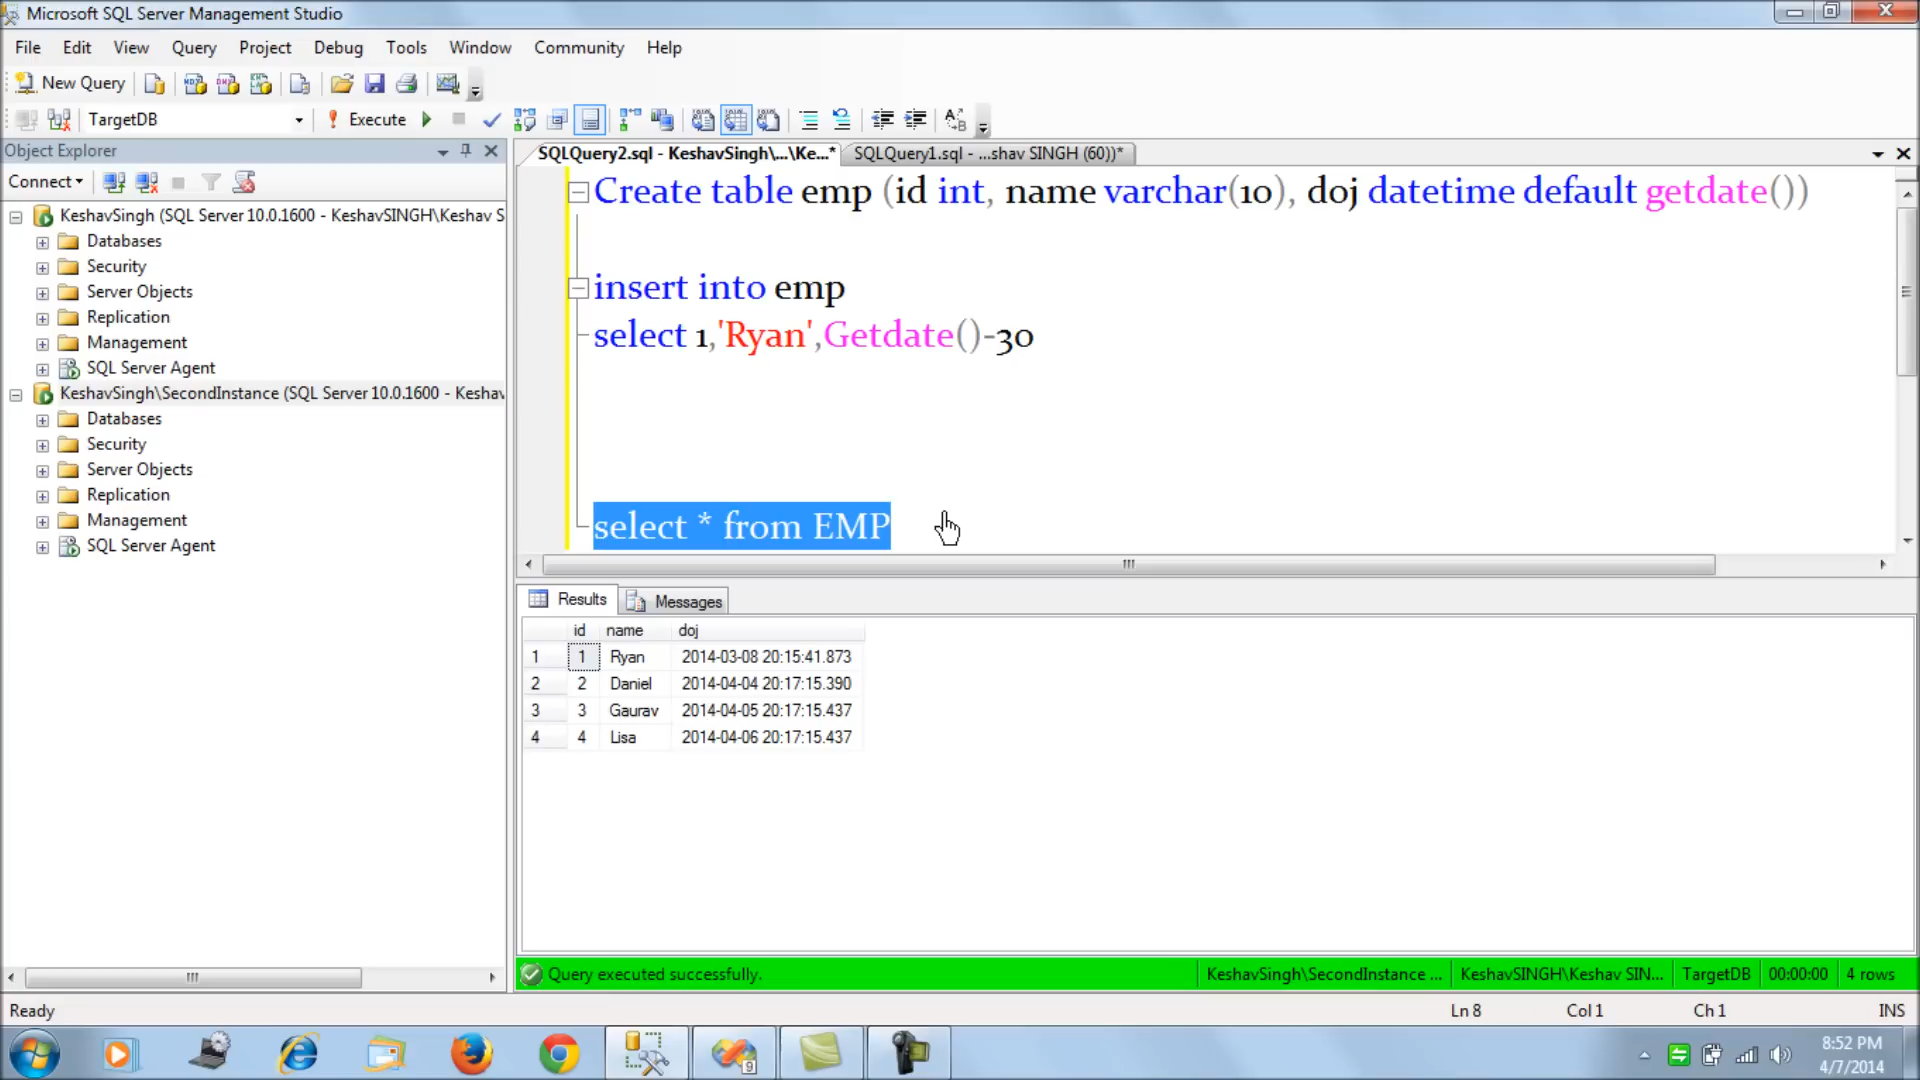 Microsoft SQL Server Management Studio
File Edit View Query Project Debug Tools Window Community Help
New Query
TargetDB Execute
Object Explorer
Connect
KeshavSingh (SQL Server 10.0.1600 - KeshavSINGH\Keshav S
Databases
Security
Server Objects
Replication
Management
SQL Server Agent
KeshavSingh\SecondInstance (SQL Server 10.0.1600 - Keshav
Databases
Security
Server Objects
Replication
Management
SQL Server Agent
SQLQuery2.sql - KeshavSingh\...\Ke...* SQLQuery1.sql - ...shav SINGH (60))*
Create table emp (id int, name varchar(10), doj datetime default getdate())
insert into emp
select 1,'Ryan',Getdate()-30
select * from EMP
Results Messages
id name doj
1 1 Ryan 2014-03-08 20:15:41.873
2 2 Daniel 2014-04-04 20:17:15.390
3 3 Gaurav 2014-04-05 20:17:15.437
4 4 Lisa 2014-04-06 20:17:15.437
Query executed successfully. KeshavSingh\SecondInstance ... KeshavSINGH\Keshav SIN... TargetDB 00:00:00 4 rows
Ready Ln 8 Col 1 Ch 1 INS
9
8:52 PM
4/7/2014